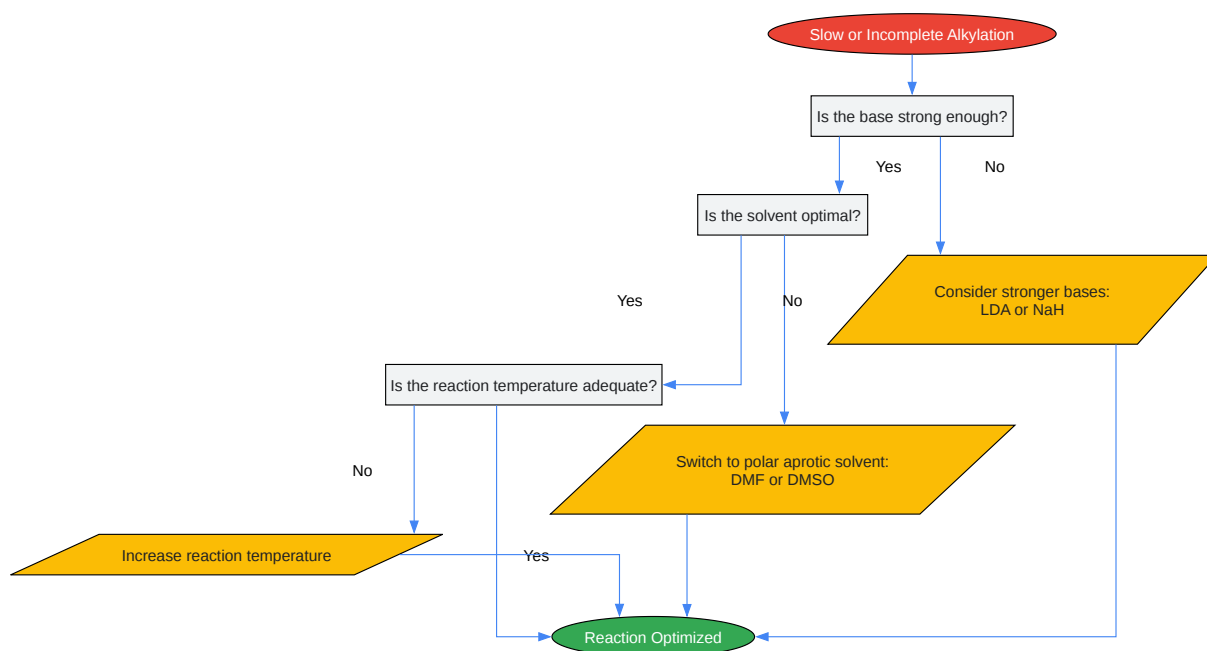 Slow or Incomplete Alkylation
Is the base strong enough?
Yes
No
Is the solvent optimal?
Consider stronger bases:
LDA or NaH
Yes
No
Is the reaction temperature adequate?
Switch to polar aprotic solvent:
DMF or DMSO
No
Increase reaction temperature
Yes
Reaction Optimized